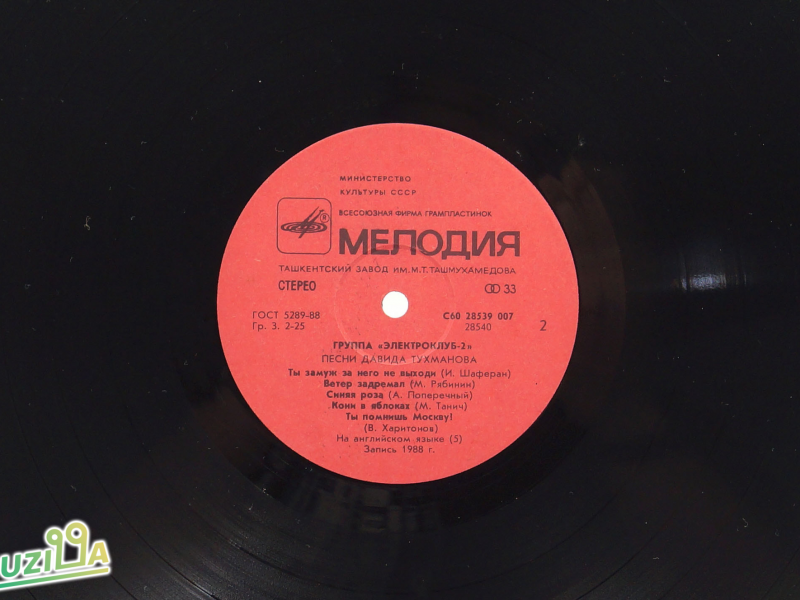 МИНИСТЕРСТВО
КУЛЬТУРЫ СССР
ВСЕСОЮЗНАЯ ФИРМА ГРАМПЛАСТИНОК
МЕЛОДИЯ
ТАШКЕНТСКИЙ ЗАВОД ИМ. М.Т. ТАШМУХАМЕДОВА
СТЕРЕО 33
ГОСТ 5289-88 С60 28539 007
Гр. 3. 2-25 28540 2
ГРУППА «ЭЛЕКТРОКЛУБ-2»
ПЕСНИ ДАВИДА ТУХМАНОВА
Ты замуж за него не выходи (И. Шаферан)
Ветер задремал (М. Рябинин)
Синяя роза (А. Поперечный)
Кони в яблоках (М. Танич)
Ты помнишь Москву!
(В. Харитонов)
На английском языке (5)
Запись 1988 г.